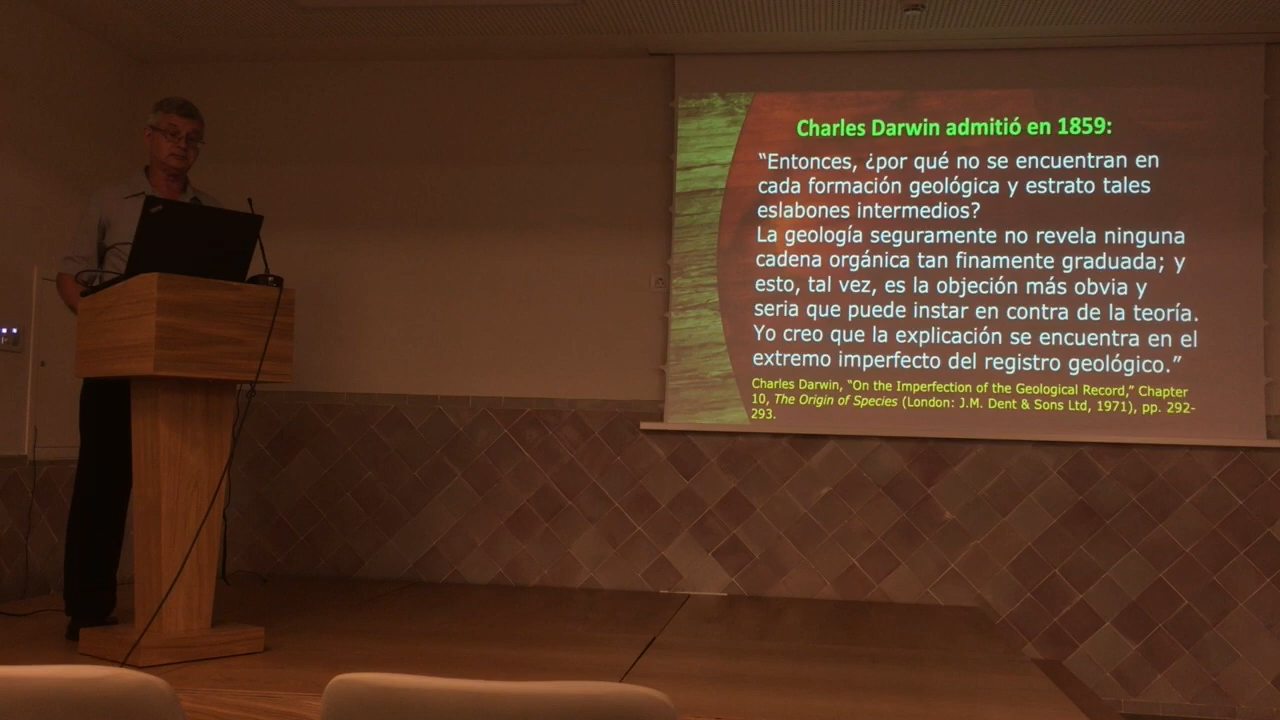 Charles Darwin admitió en 1859:
“Entonces, ¿por qué no se encuentran en
cada formación geológica y estrato tales
eslabones intermedios?
La geología seguramente no revela ninguna
cadena orgánica tan finamente graduada; y
esto, tal vez, es la objeción más obvia y
seria que puede instar en contra de la teoría.
Yo creo que la explicación se encuentra en el
extremo imperfecto del registro geológico.”
Charles Darwin, “On the Imperfection of the Geological Record,” Chapter
10, The Origin of Species (London: J.M. Dent & Sons Ltd, 1971), pp. 292-
293.